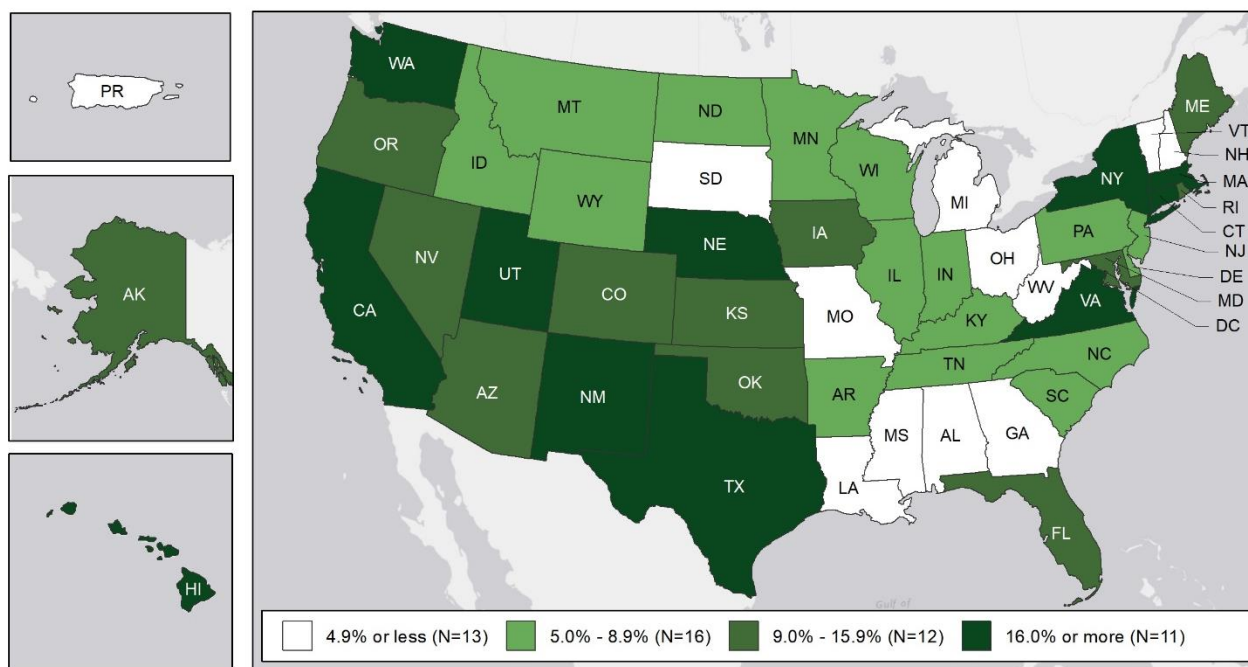 PR
AK
HI
WA
OR
CA
NV
ID
MT
WY
UT
AZ
CO
NM
ND
SD
NE
KS
OK
TX
MN
IA
MO
AR
LA
WI
IL
MI
IN
OH
KY
TN
MS
AL
GA
FL
SC
NC
WV
VA
PA
NY
ME
VT
NH
MA
RI
CT
NJ
DE
MD
DC
Gulf of
4.9% or less (N=13)
5.0% - 8.9% (N=16)
9.0% - 15.9% (N=12)
16.0% or more (N=11)